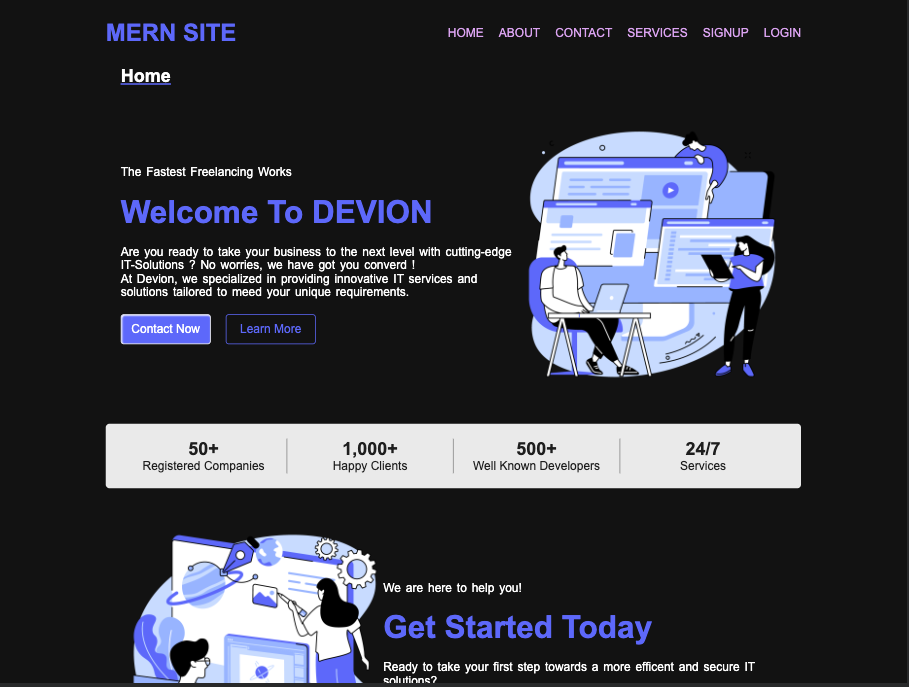 MERN SITE
HOME ABOUT CONTACT SERVICES SIGNUP LOGIN
Home
The Fastest Freelancing Works
Welcome To DEVION
Are you ready to take your business to the next level with cutting-edge
IT-Solutions ? No worries, we have got you converd !
At Devion, we specialized in providing innovative IT services and
solutions tailored to meed your unique requirements.
Contact Now
Learn More
50+
Registered Companies
1,000+
Happy Clients
500+
Well Known Developers
24/7
Services
We are here to help you!
Get Started Today
Ready to take your first step towards a more efficent and secure IT
solutions?